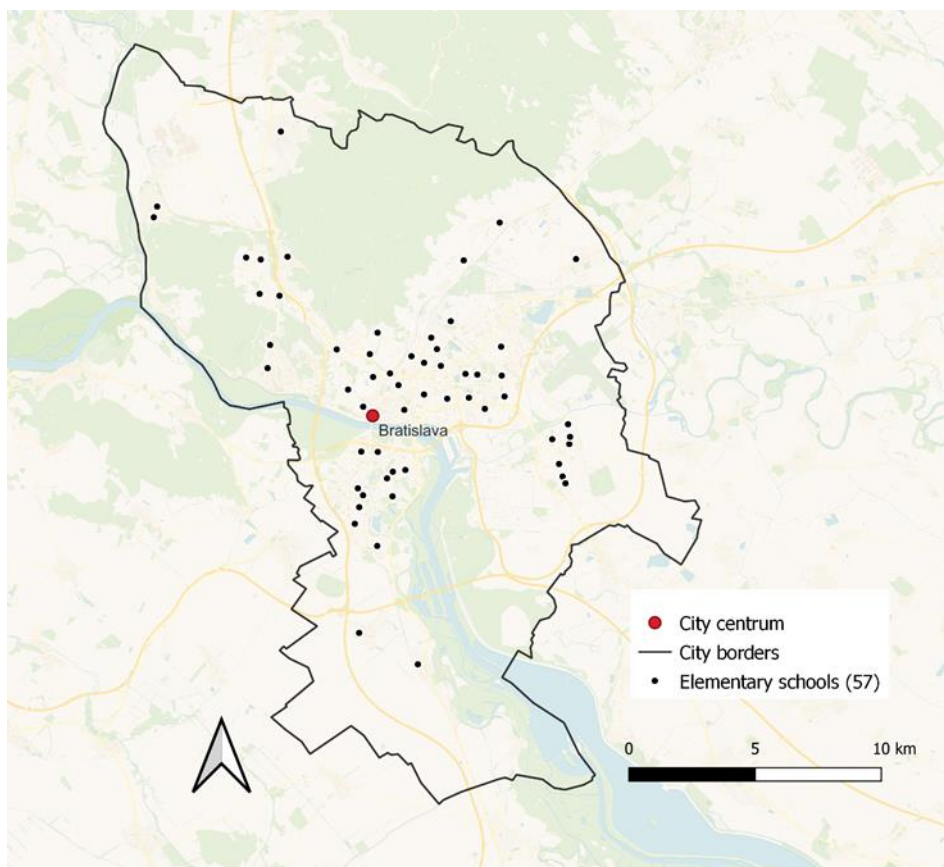 Bratislava
City centrum
City borders
Elementary schools (57)
0 5 10 km